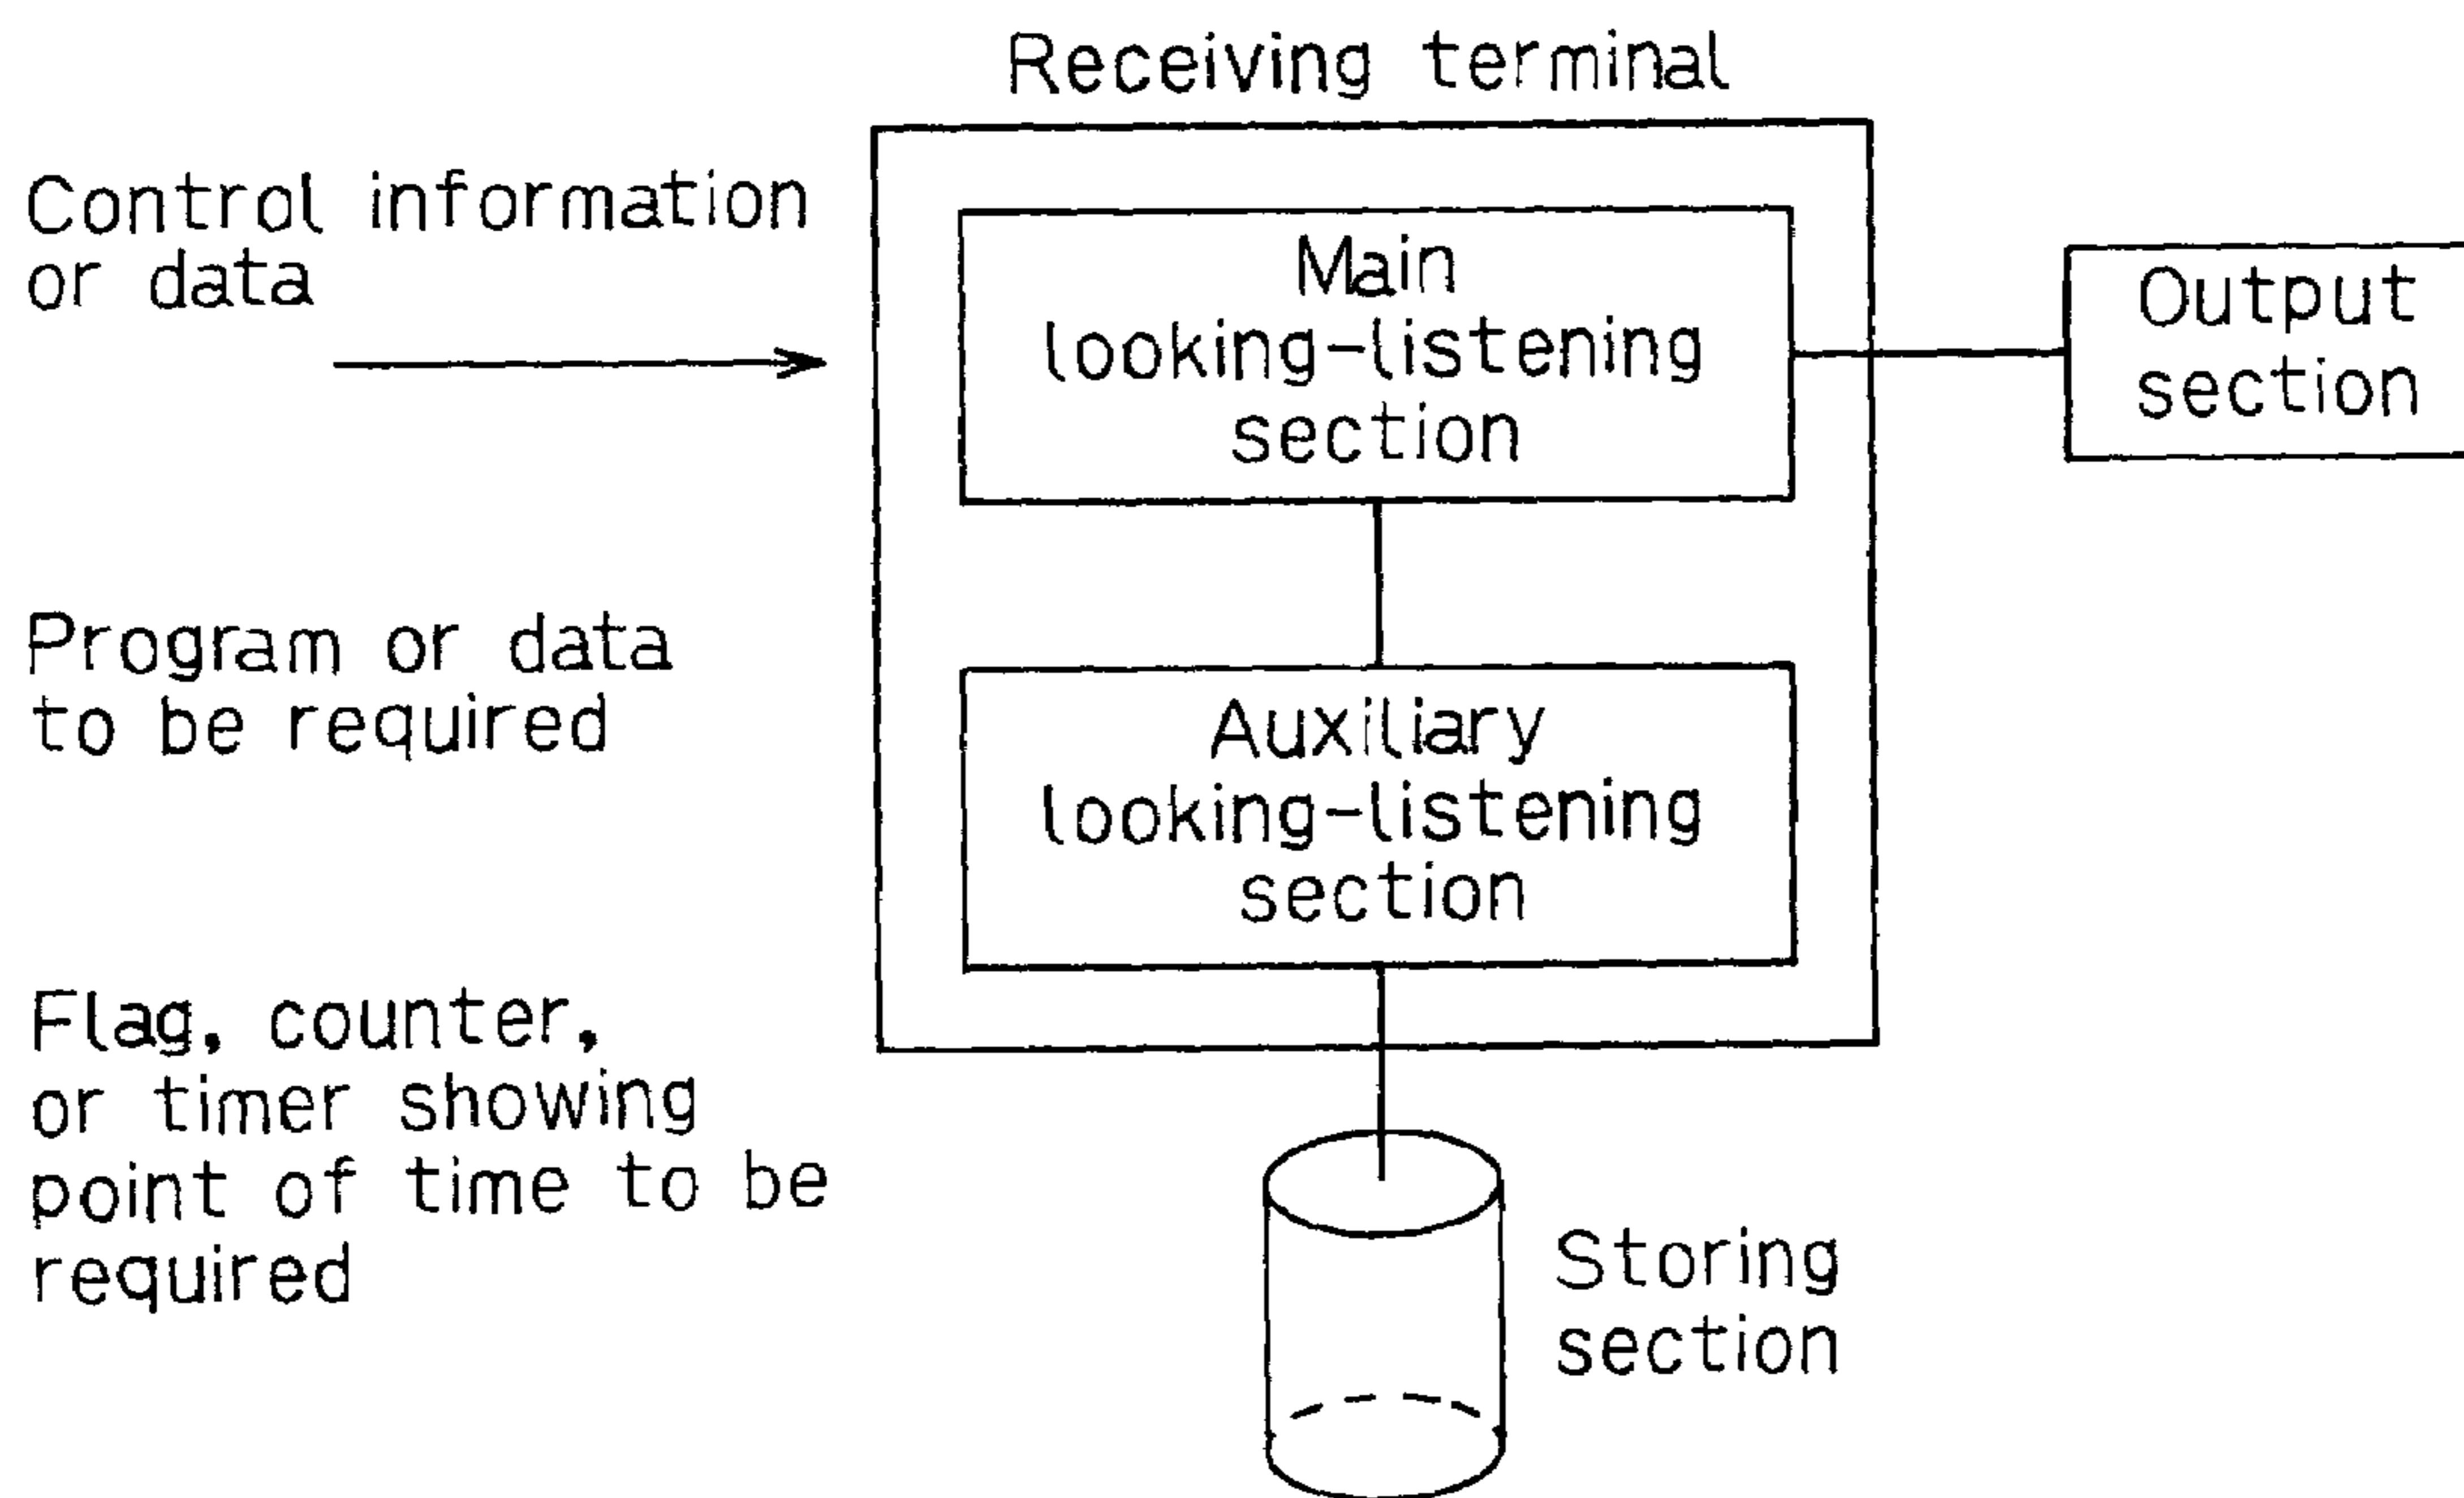 Receiving terminal
Control information
or data
Main
looking-listening
section
Output
section
Program or data
to be required
Auxiliary
looking-listening
section
Flag, counter,
or timer showing
point of time to be
required
Storing
section